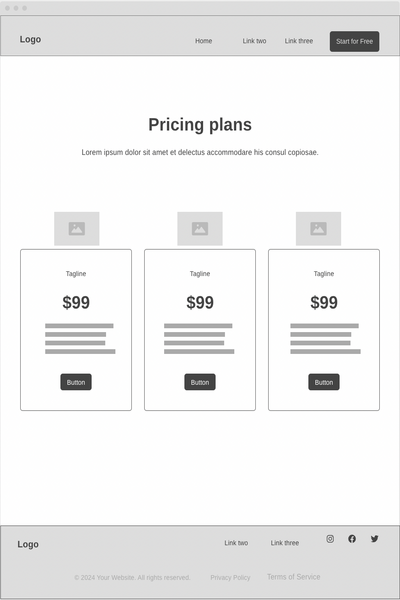 Logo
Home Link two Link three Start for Free
Pricing plans
Lorem ipsum dolor sit amet et delectus accommodare his consul copiosae.
Tagline Tagline Tagline
$99 $99 $99
Button Button Button
Logo
Link two Link three
© 2024 Your Website. All rights reserved. Privacy Policy Terms of Service